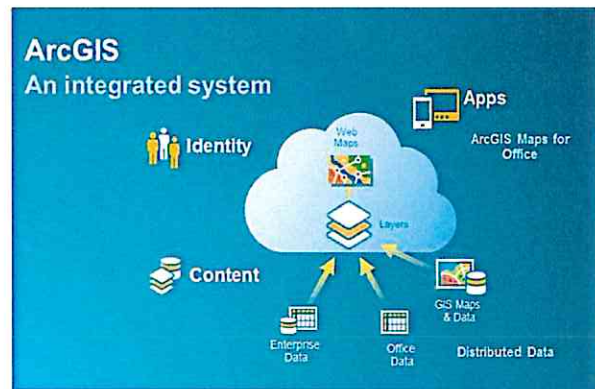 ArcGIS
An integrated system
Apps
ArcGIS Maps for
Office
Identity
Web
Maps
Layers
Content
GIS Maps
& Data
Enterprise
Data
Office
Data
Distributed Data